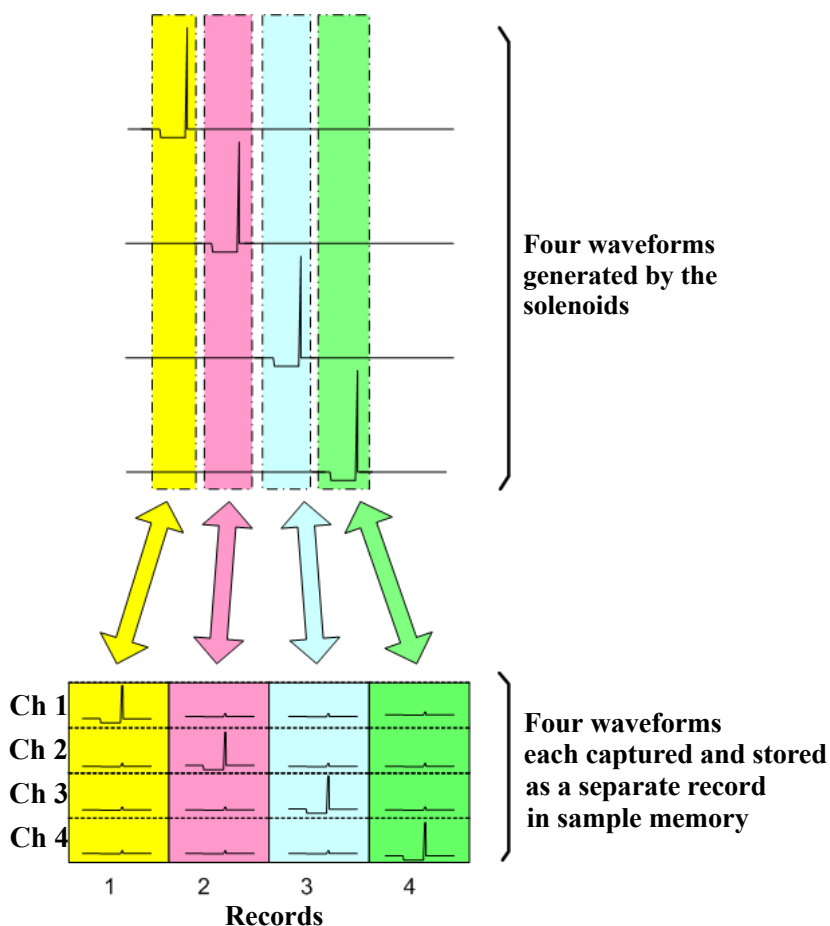 Four waveforms
generated by the
solenoids
Ch 1
Ch 2
Ch 3
Ch 4
Four waveforms
each captured and stored
as a separate record
in sample memory
1 2 3 4
Records